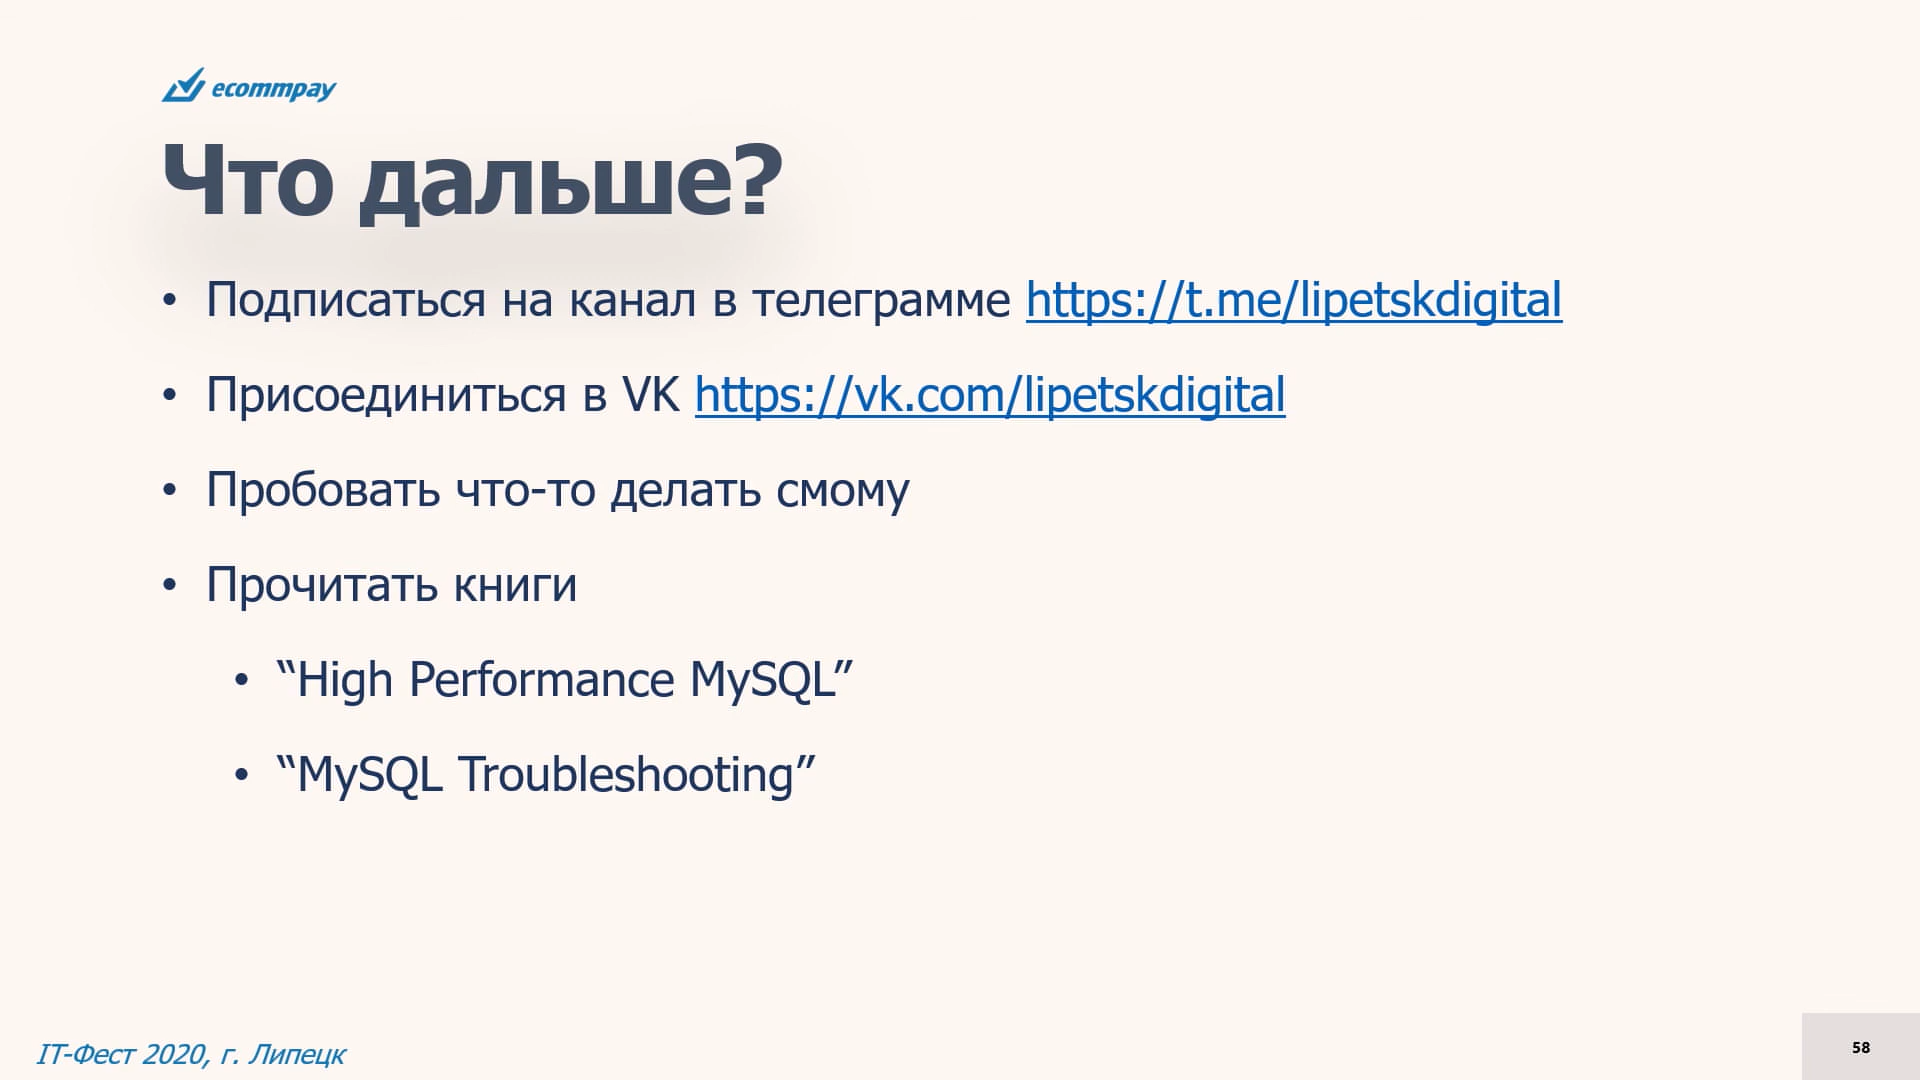 ecommpay
Что дальше?
• Подписаться на канал в телеграмме https://t.me/lipetskdigital
• Присоединиться в VK https://vk.com/lipetskdigital
• Пробовать что-то делать смому
• Прочитать книги
• “High Performance MySQL”
• “MySQL Troubleshooting”
IT-Фест 2020, г. Липецк
58